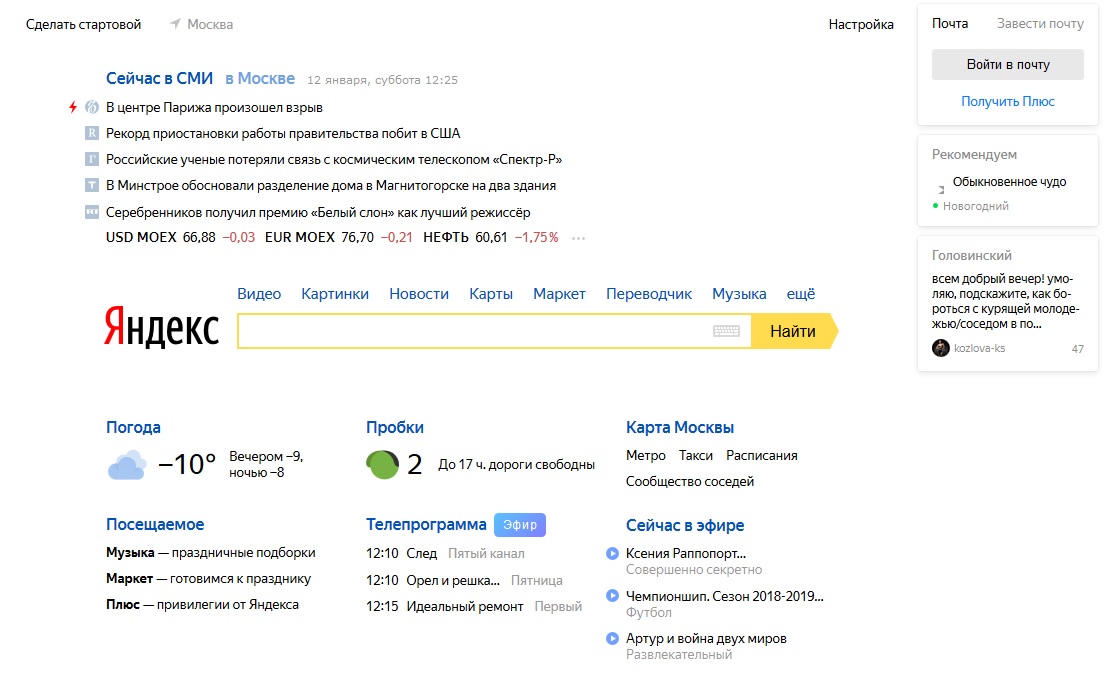 Сделать стартовой Москва Настройка
Почта Завести почту
Войти в почту
Получить Плюс
Сейчас в СМИ в Москве 12 января, суббота 12:25
В центре Парижа произошел взрыв
R Рекорд приостановки работы правительства побит в США
Г Российские ученые потеряли связь с космическим телескопом «Спектр-Р»
Т В Минстрое обосновали разделение дома в Магнитогорске на два здания
RT Серебренников получил премию «Белый слон» как лучший режиссёр
USD MOEX 66,88 −0,03 EUR MOEX 76,70 −0,21 НЕФТЬ 60,61 −1,75% ...
Рекомендуем
Обыкновенное чудо
Новогодний
Головинский
всем добрый вечер! умо-
ляю, подскажите, как бо-
роться с курящей молоде-
жью/соседом в по...
kozlova-ks 47
Видео Картинки Новости Карты Маркет Переводчик Музыка ещё
Яндекс Найти
Погода
−10° Вечером −9,
ночью −8
Пробки
2 До 17 ч. дороги свободны
Карта Москвы
Метро Такси Расписания
Сообщество соседей
Посещаемое
Музыка — праздничные подборки
Маркет — готовимся к празднику
Плюс — привилегии от Яндекса
Телепрограмма Эфир
12:10 След Пятый канал
12:10 Орел и решка... Пятница
12:15 Идеальный ремонт Первый
Сейчас в эфире
Ксения Раппопорт...
Совершенно секретно
Чемпионшип. Сезон 2018-2019...
Футбол
Артур и война двух миров
Развлекательный